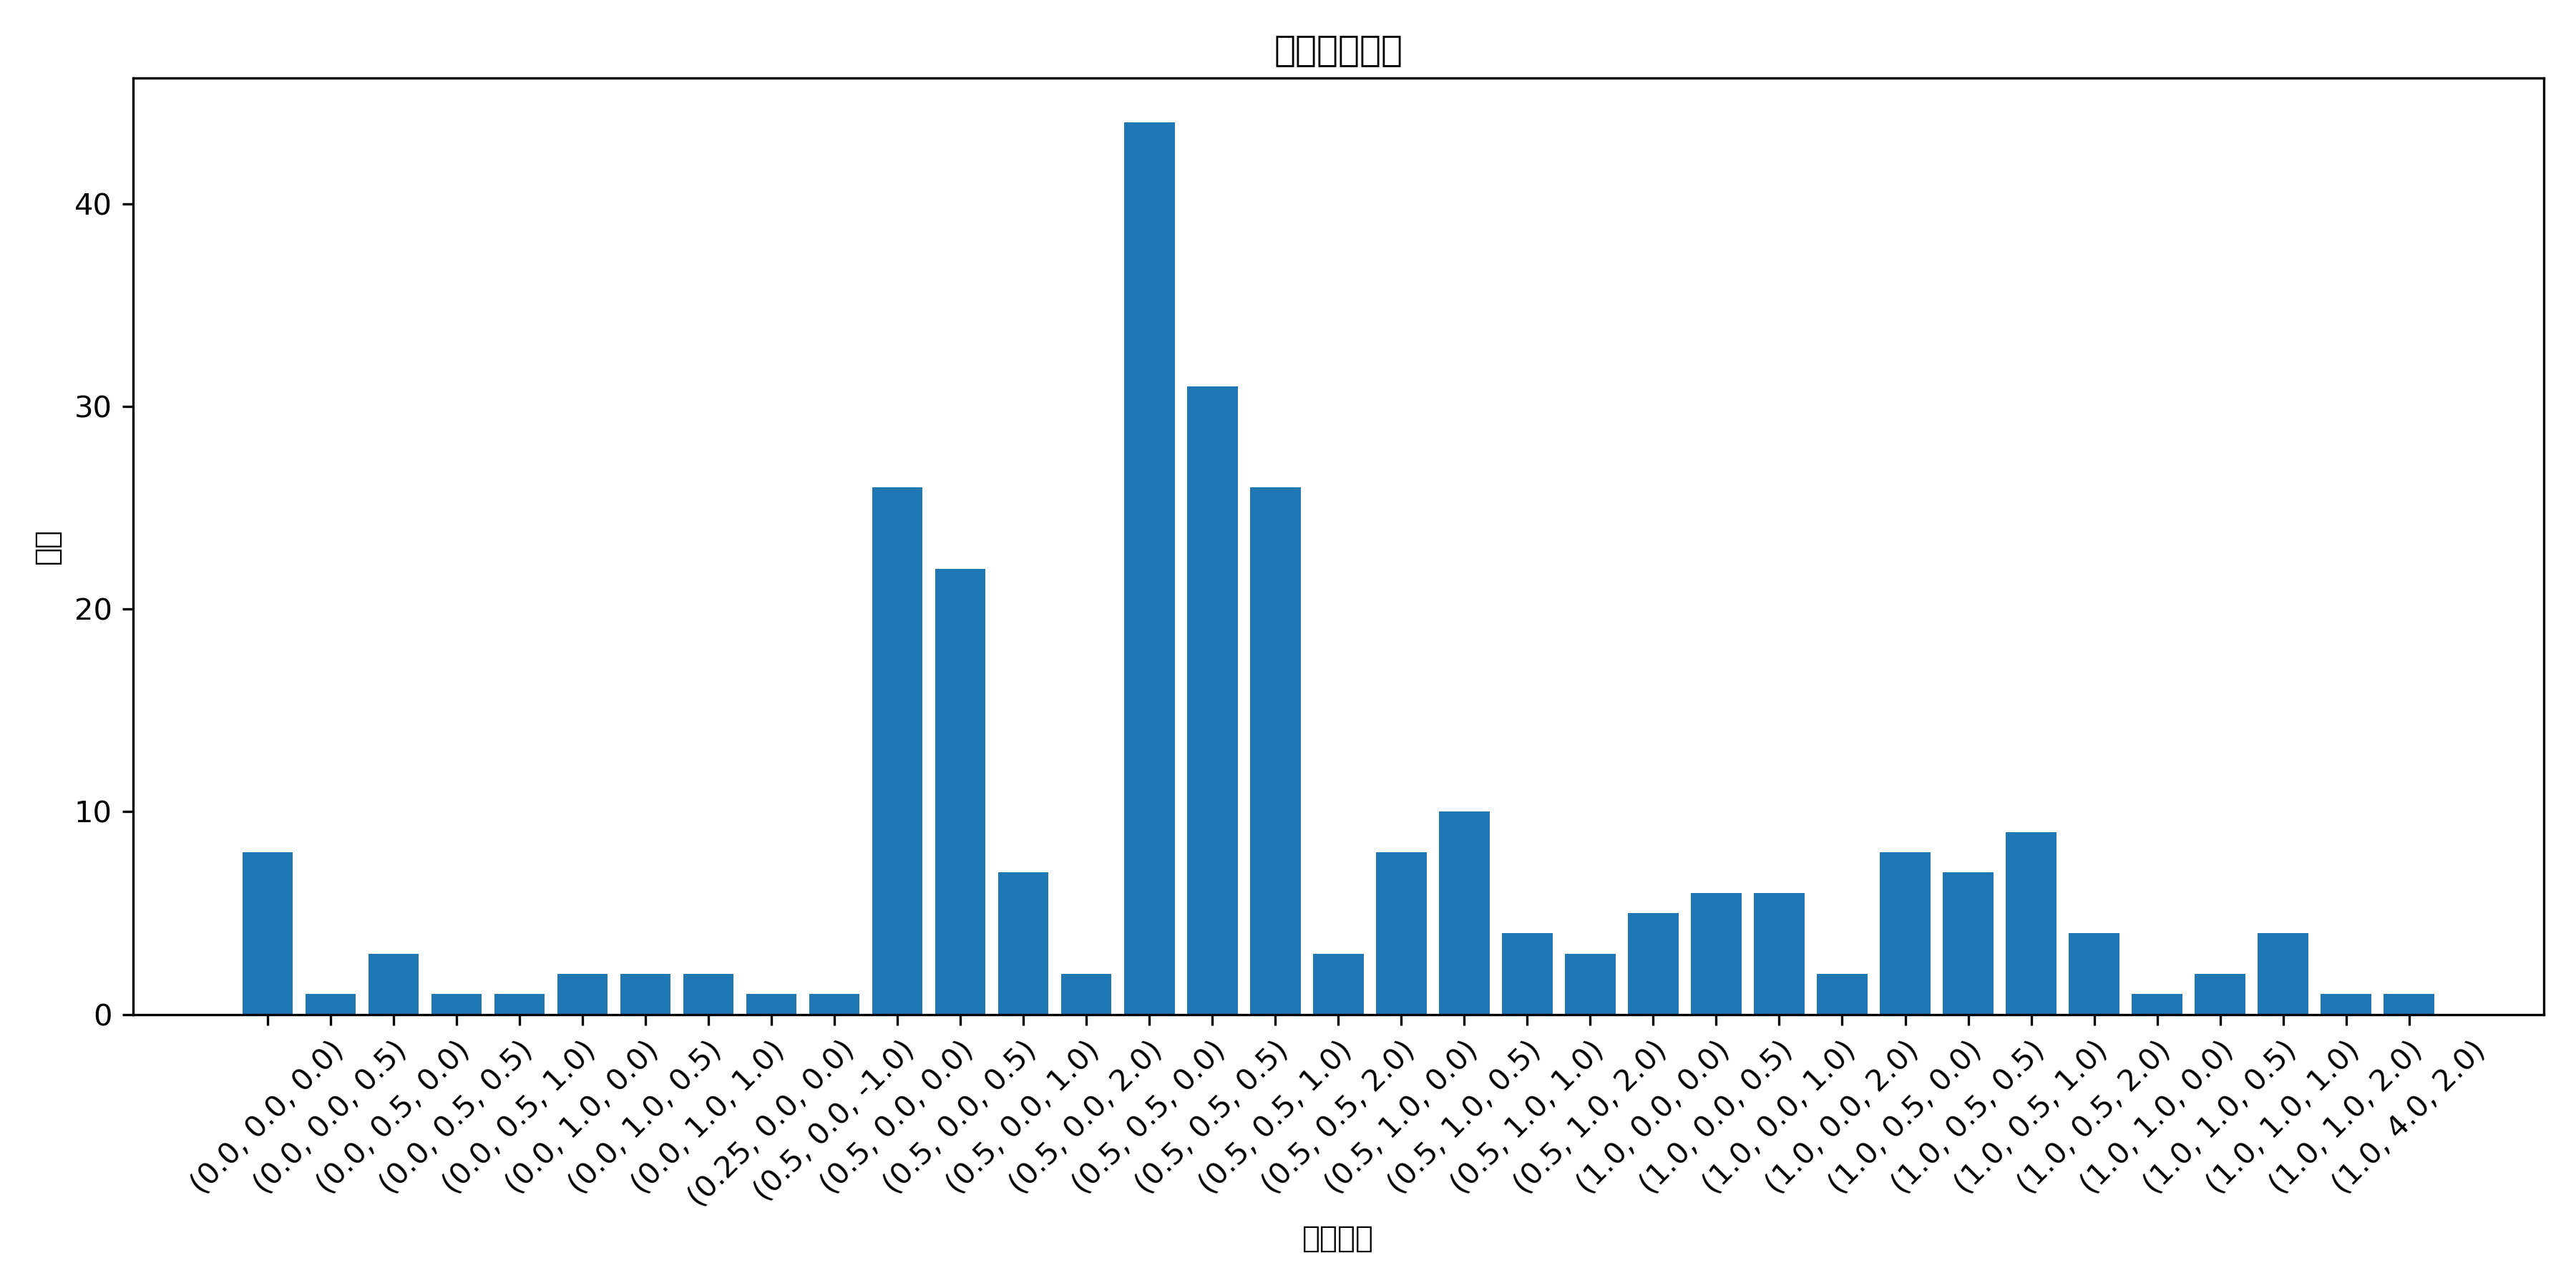 40
30
20
10
0
(0.0, 0.0, 0.0)
(0.0, 0.0, 0.5)
(0.0, 0.5, 0.0)
(0.0, 0.5, 0.5)
(0.0, 0.5, 1.0)
(0.0, 1.0, 0.0)
(0.0, 1.0, 0.5)
(0.0, 1.0, 1.0)
(0.25, 0.0, 0.0)
(0.5, 0.0, -1.0)
(0.5, 0.0, 0.0)
(0.5, 0.0, 0.5)
(0.5, 0.0, 1.0)
(0.5, 0.0, 2.0)
(0.5, 0.5, 0.0)
(0.5, 0.5, 0.5)
(0.5, 0.5, 1.0)
(0.5, 0.5, 2.0)
(0.5, 1.0, 0.0)
(0.5, 1.0, 0.5)
(0.5, 1.0, 1.0)
(0.5, 1.0, 2.0)
(1.0, 0.0, 0.0)
(1.0, 0.0, 0.5)
(1.0, 0.0, 1.0)
(1.0, 0.0, 2.0)
(1.0, 0.5, 0.0)
(1.0, 0.5, 0.5)
(1.0, 0.5, 1.0)
(1.0, 0.5, 2.0)
(1.0, 1.0, 0.0)
(1.0, 1.0, 0.5)
(1.0, 1.0, 1.0)
(1.0, 1.0, 2.0)
(1.0, 4.0, 2.0)